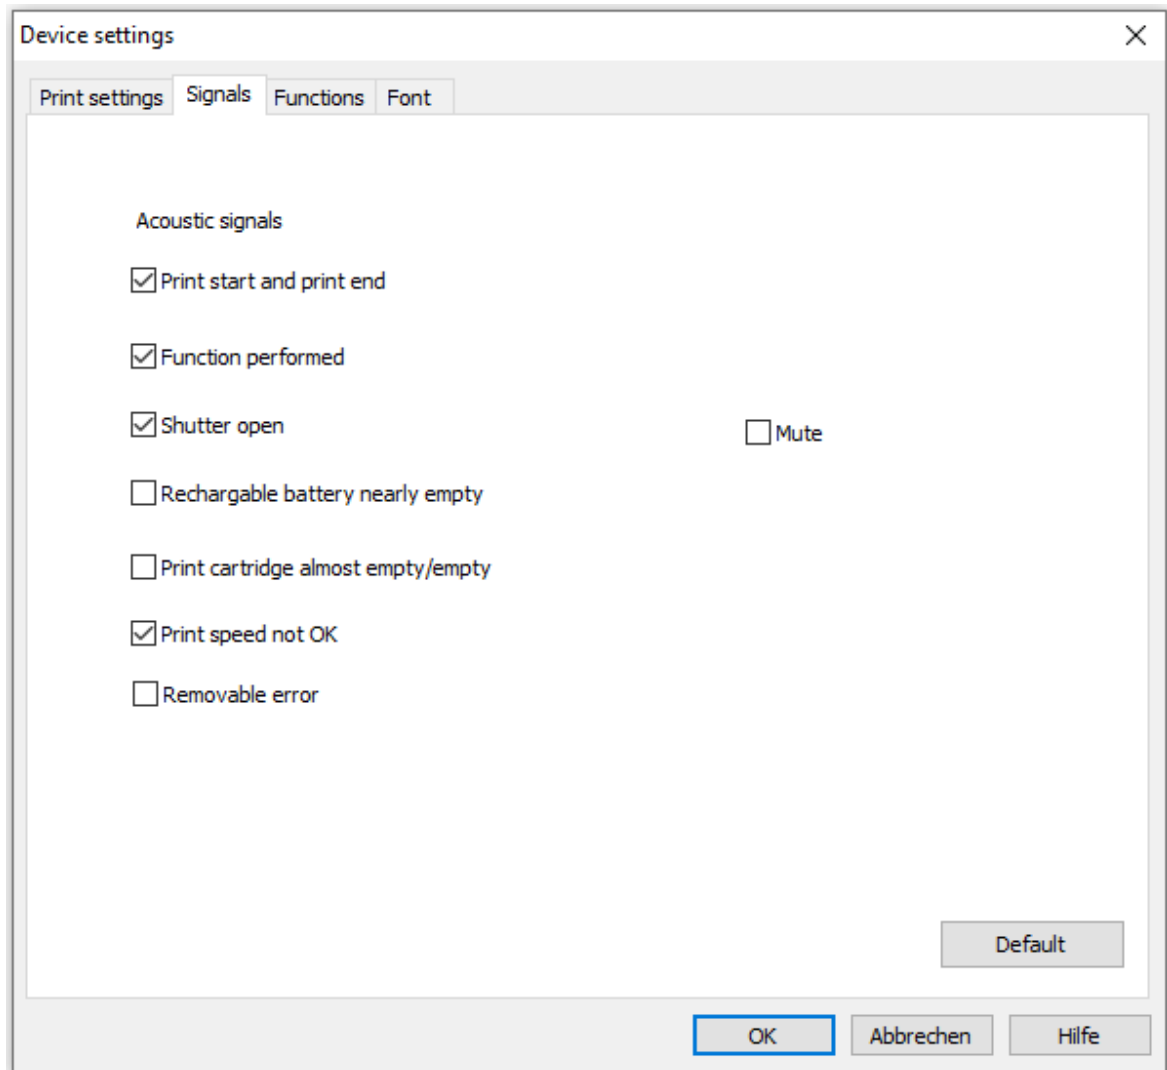 Device settings
Print settings Signals Functions Font
Acoustic signals
Print start and print end
Function performed
Shutter open
Mute
Rechargable battery nearly empty
Print cartridge almost empty/empty
Print speed not OK
Removable error
Default
OK Abbrechen Hilfe